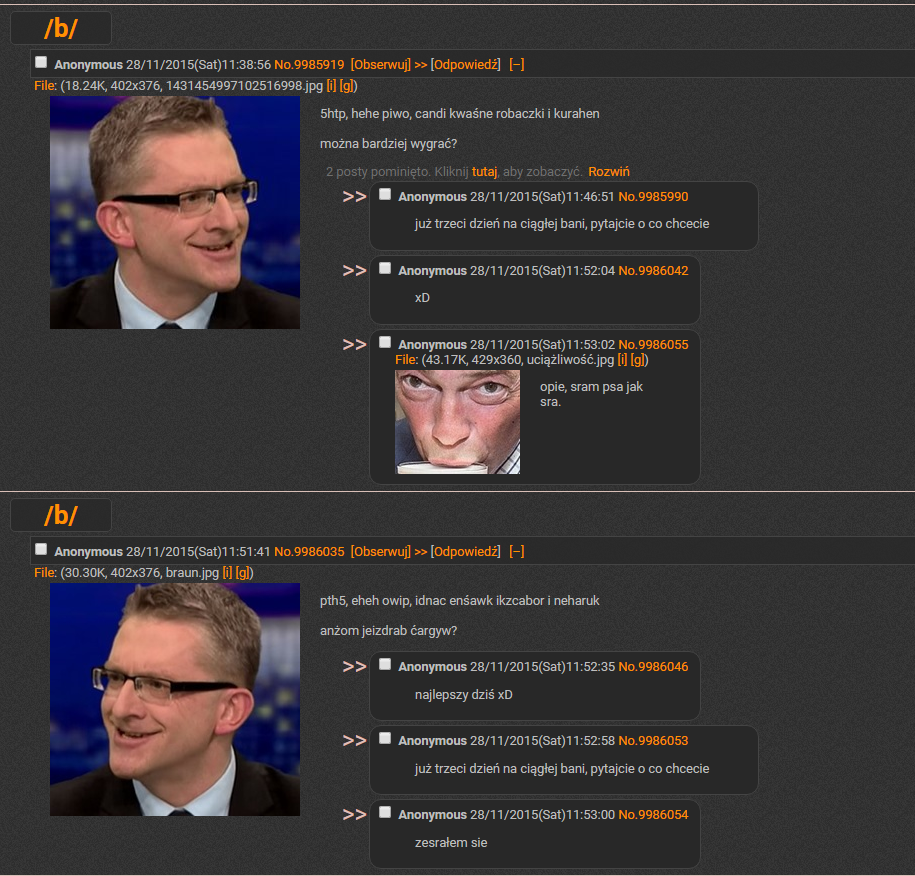 /b/
Anonymous 28/11/2015(Sat)11:38:56 No.9985919 [Obserwuj] >> [Odpowiedź] [–]
File: (18.24K, 402x376, 1431454997102516998.jpg [i] [g])
5htp, hehe piwo, candi kwaśne robaczki i kurahen
można bardziej wygrać?
2 posty pominięto. Kliknij tutaj, aby zobaczyć. Rozwiń
>> Anonymous 28/11/2015(Sat)11:46:51 No.9985990
już trzeci dzień na ciągłej bani, pytajcie o co chcecie
>> Anonymous 28/11/2015(Sat)11:52:04 No.9986042
xD
>> Anonymous 28/11/2015(Sat)11:53:02 No.9986055
File: (43.17K, 429x360, uciążliwość.jpg [i] [g])
opie, sram psa jak
sra.
/b/
Anonymous 28/11/2015(Sat)11:51:41 No.9986035 [Obserwuj] >> [Odpowiedź] [–]
File: (30.30K, 402x376, braun.jpg [i] [g])
pth5, eheh owip, idnac enśawk ikzcabor i neharuk
anżom jeizdrab ćargyw?
>> Anonymous 28/11/2015(Sat)11:52:35 No.9986046
najlepszy dziś xD
>> Anonymous 28/11/2015(Sat)11:52:58 No.9986053
już trzeci dzień na ciągłej bani, pytajcie o co chcecie
>> Anonymous 28/11/2015(Sat)11:53:00 No.9986054
zesrałem sie